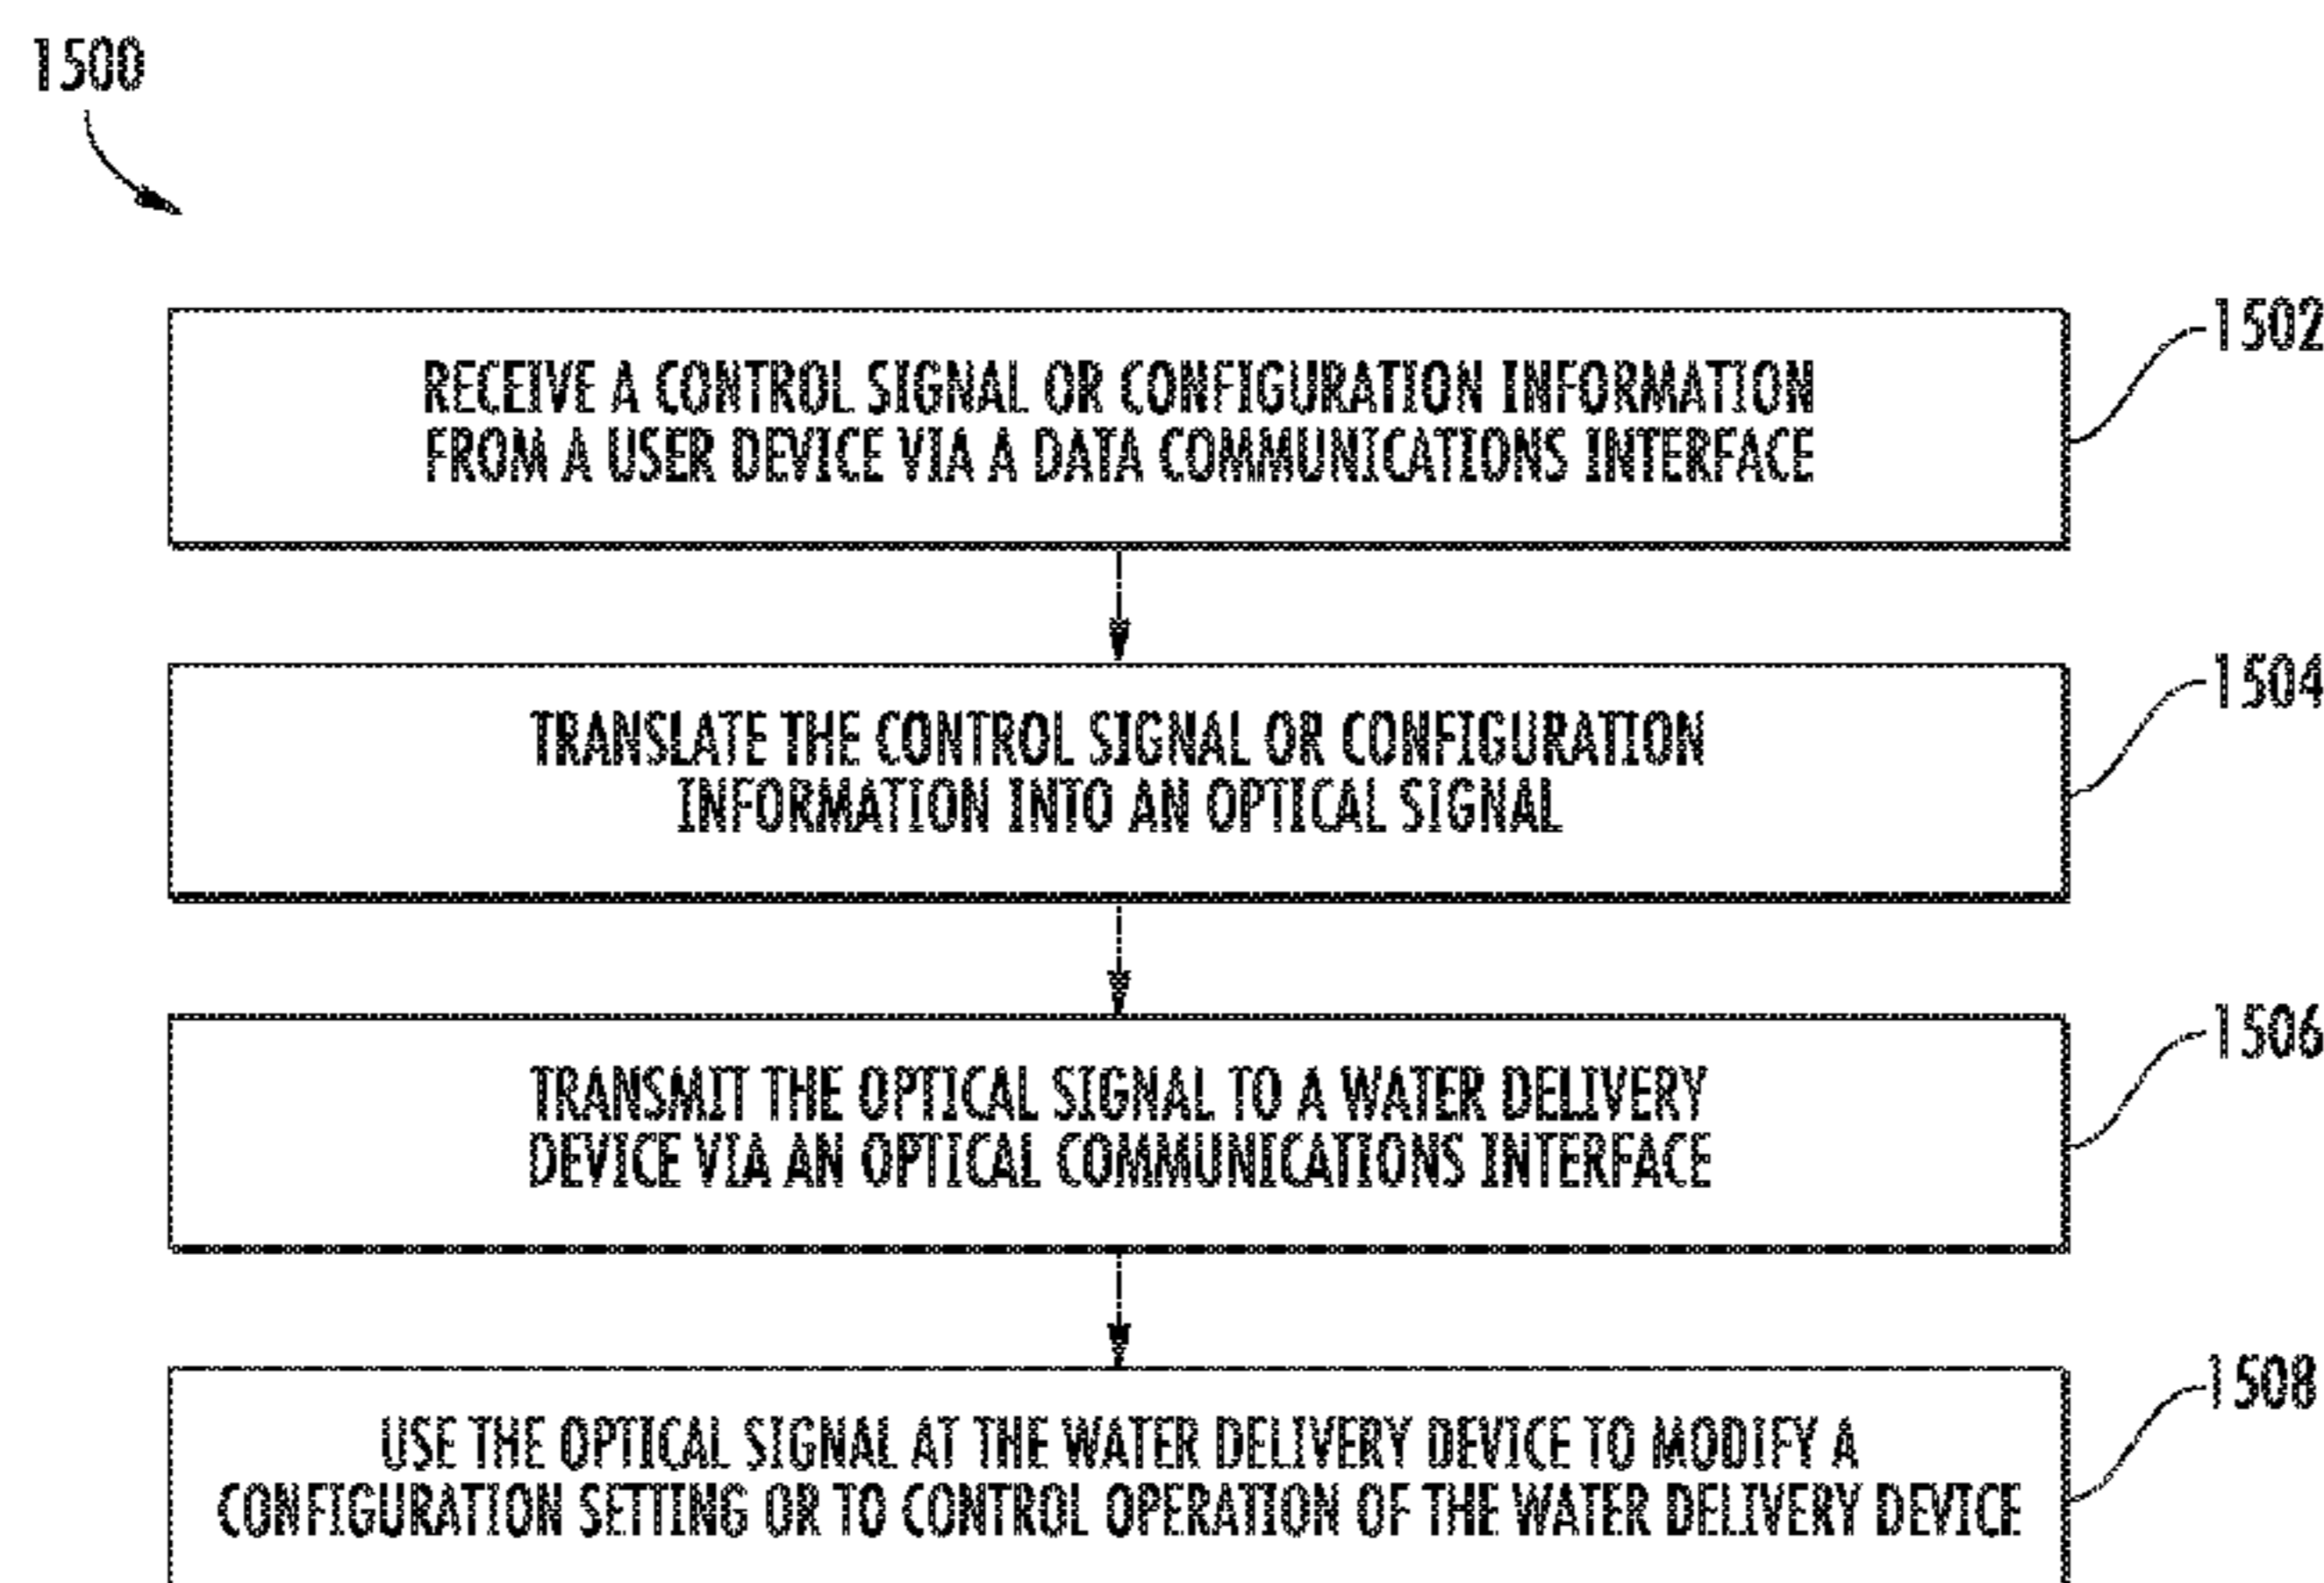 1500
RECEIVE A CONTROL SIGNAL OR CONFIGURATION INFORMATION
FROM A USER DEVICE VIA A DATA COMMUNICATIONS INTERFACE
1502
TRANSLATE THE CONTROL SIGNAL OR CONFIGURATION
INFORMATION INTO AN OPTICAL SIGNAL
1504
TRANSMIT THE OPTICAL SIGNAL TO A WATER DELIVERY
DEVICE VIA AN OPTICAL COMMUNICATIONS INTERFACE
1506
USE THE OPTICAL SIGNAL AT THE WATER DELIVERY DEVICE TO MODIFY A
CONFIGURATION SETTING OR TO CONTROL OPERATION OF THE WATER DELIVERY DEVICE
1508